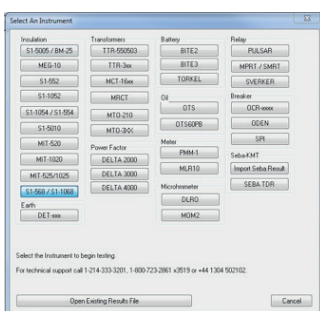 Select An Instrument
Insulation
S1-5005 / BM-25
MEG-10
S1-552
S1-1052
S1-1054 / S1-554
S1-5010
MIT-520
MIT-1020
MIT-525/1025
S1-568 / S1-1068
Earth
DET-xxx
Transformers
TTR-550503
TTR-3xx
MCT-16xx
MRCT
MTO-210
MTO-3XX
Power Factor
DELTA 2000
DELTA 3000
DELTA 4000
Battery
BITE2
BITE3
TORKEL
Oil
OTS
OTS60PB
Meter
PMM-1
MLR10
Microhmmeter
DLRO
MOM2
Relay
PULSAR
MPRT / SMRT
SVERKER
Breaker
OCR-xxxx
ODEN
SPI
Seba-KMT
Import Seba Result
SEBA-TDR
Select the Instrument to begin testing.
For technical support call 1-214-333-3201, 1-800-723-2861 x3519 or +44 1304 502102.
Open Existing Results File
Cancel